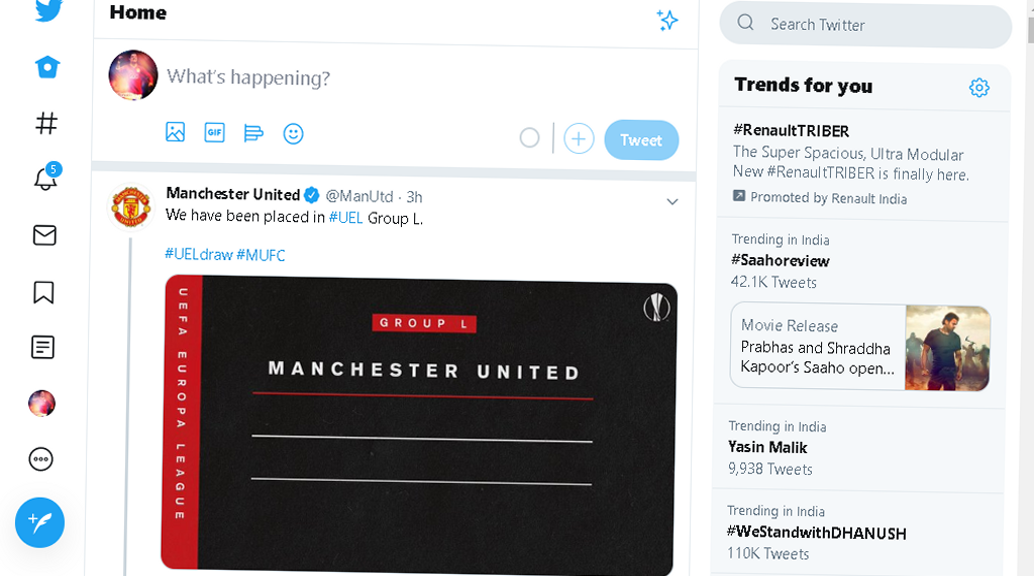 Home
What's happening?
GIF
Tweet
5
Manchester United @ManUtd · 3h
We have been placed in #UEL Group L.
#UELdraw #MUFC
UEFA EUROPA LEAGUE
GROUP L
MANCHESTER UNITED
Search Twitter
Trends for you
#RenaultTRIBER
The Super Spacious, Ultra Modular
New #RenaultTRIBER is finally here.
Promoted by Renault India
Trending in India
#Saahoreview
42.1K Tweets
Movie Release
Prabhas and Shraddha
Kapoor's Saaho open...
Trending in India
Yasin Malik
9,938 Tweets
Trending in India
#WeStandwithDHANUSH
110K Tweets